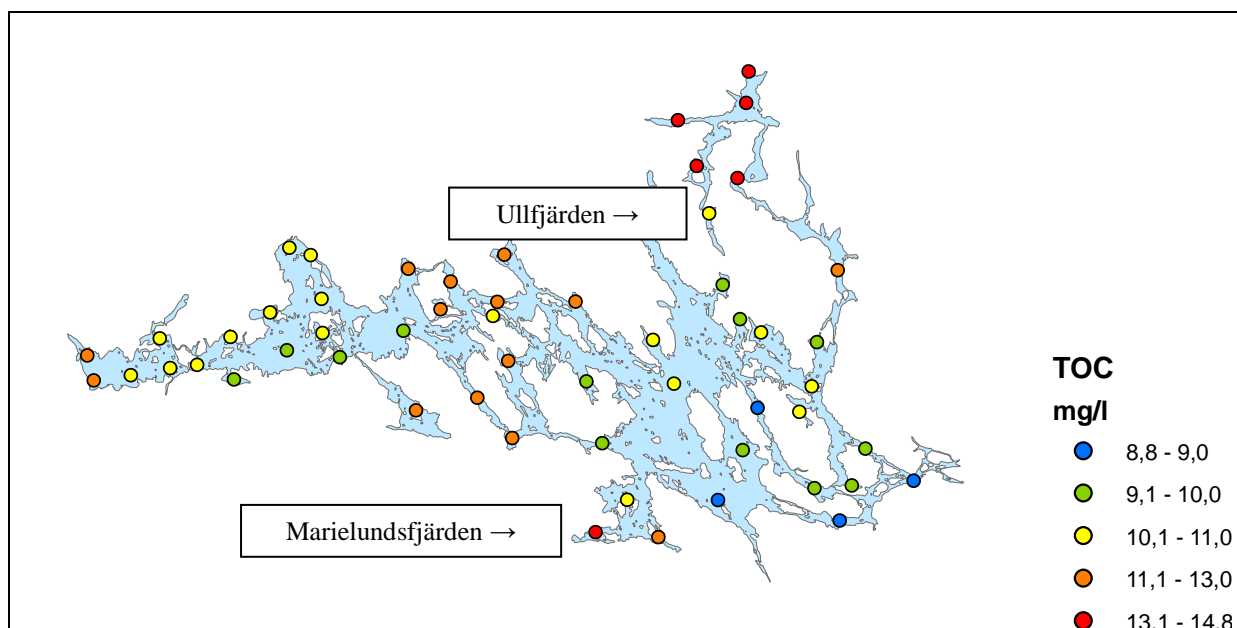 Ullfjärden →
Marielundsfjärden →
TOC
mg/l
8,8 - 9,0
9,1 - 10,0
10,1 - 11,0
11,1 - 13,0
13,1 - 14,8